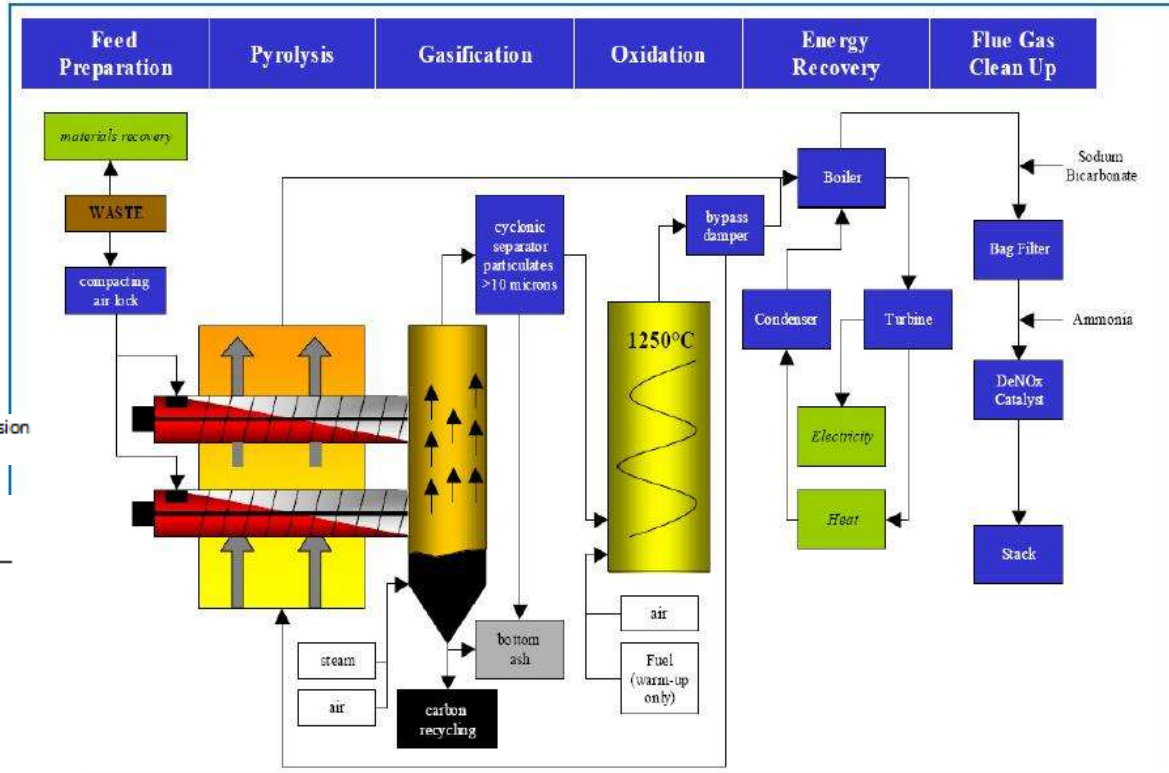 Feed
Preparation
Pyrolysis
Gasification
Oxidation
Energy
Recovery
Flue Gas
Clean Up
materials recovery
WASTE
compacting
air lock
cyclonic
separator
particulates
>10 microns
bypass
damper
Boiler
Sodium
Bicarbonate
Bag Filter
Condenser
Turbine
Ammonia
1250°C
DeNOx
Catalyst
sion
Electricity
Heat
Stack
steam
air
bottom
ash
carbon
recycling
air
Fuel
(warm-up
only)